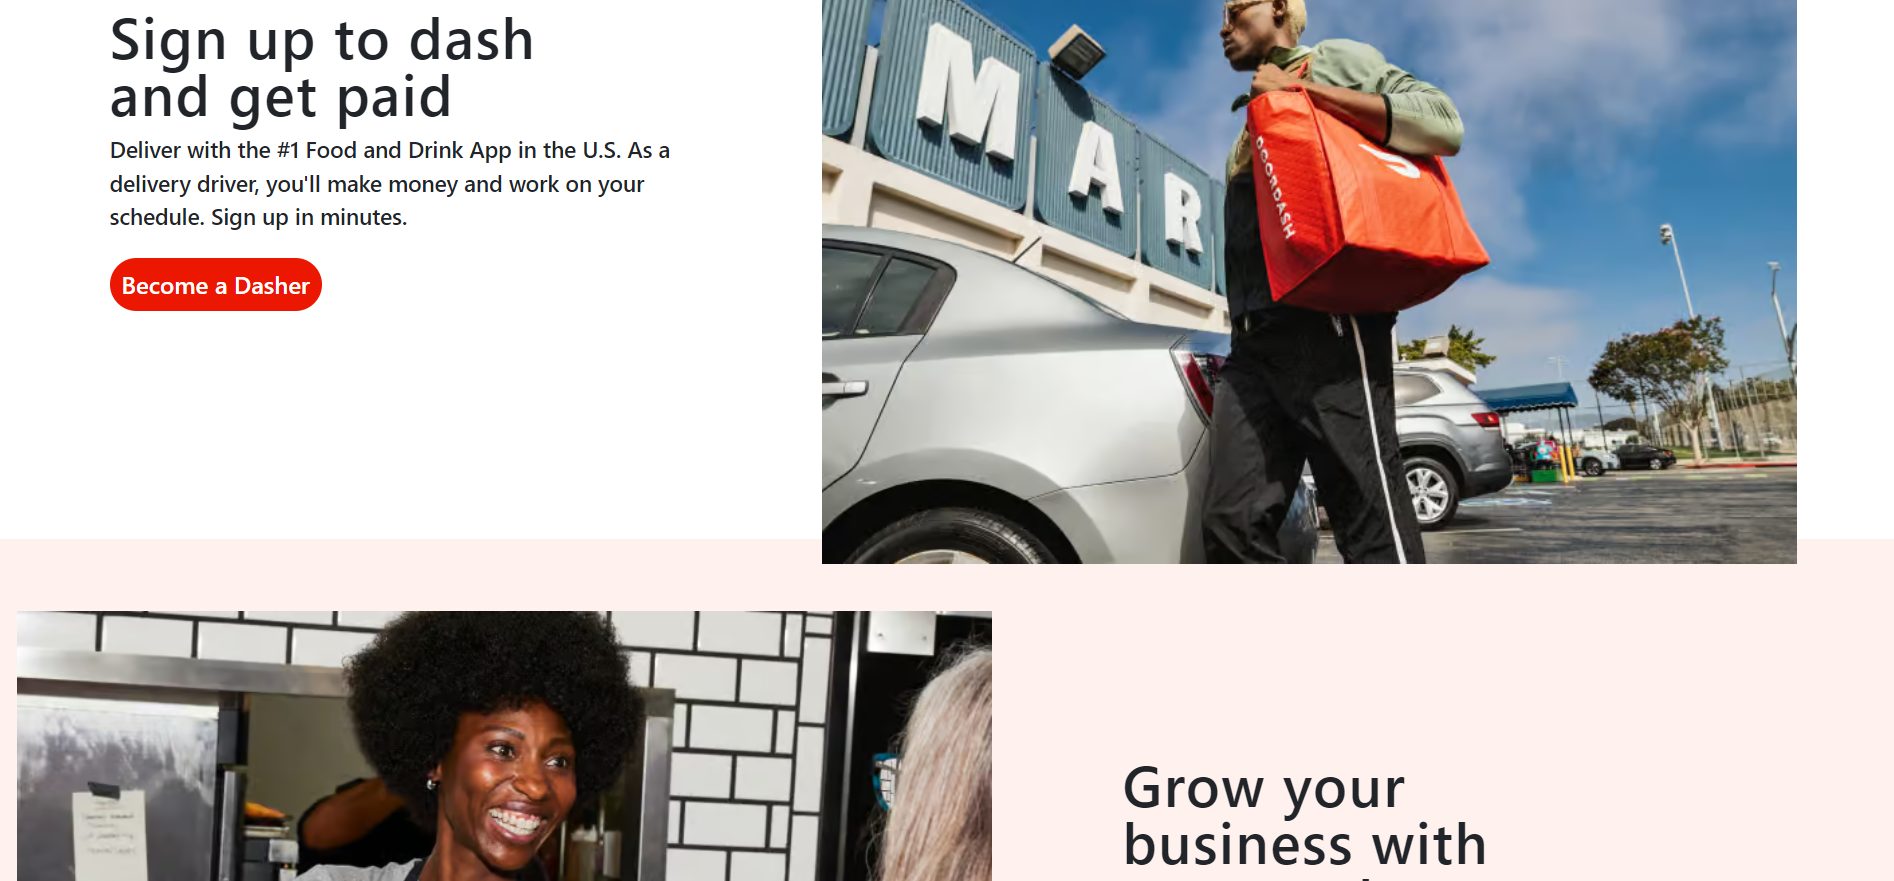 Sign up to dash
and get paid
Deliver with the #1 Food and Drink App in the U.S. As a
delivery driver, you'll make money and work on your
schedule. Sign up in minutes.
Become a Dasher
MAR
DOORDASH
Grow your
business with